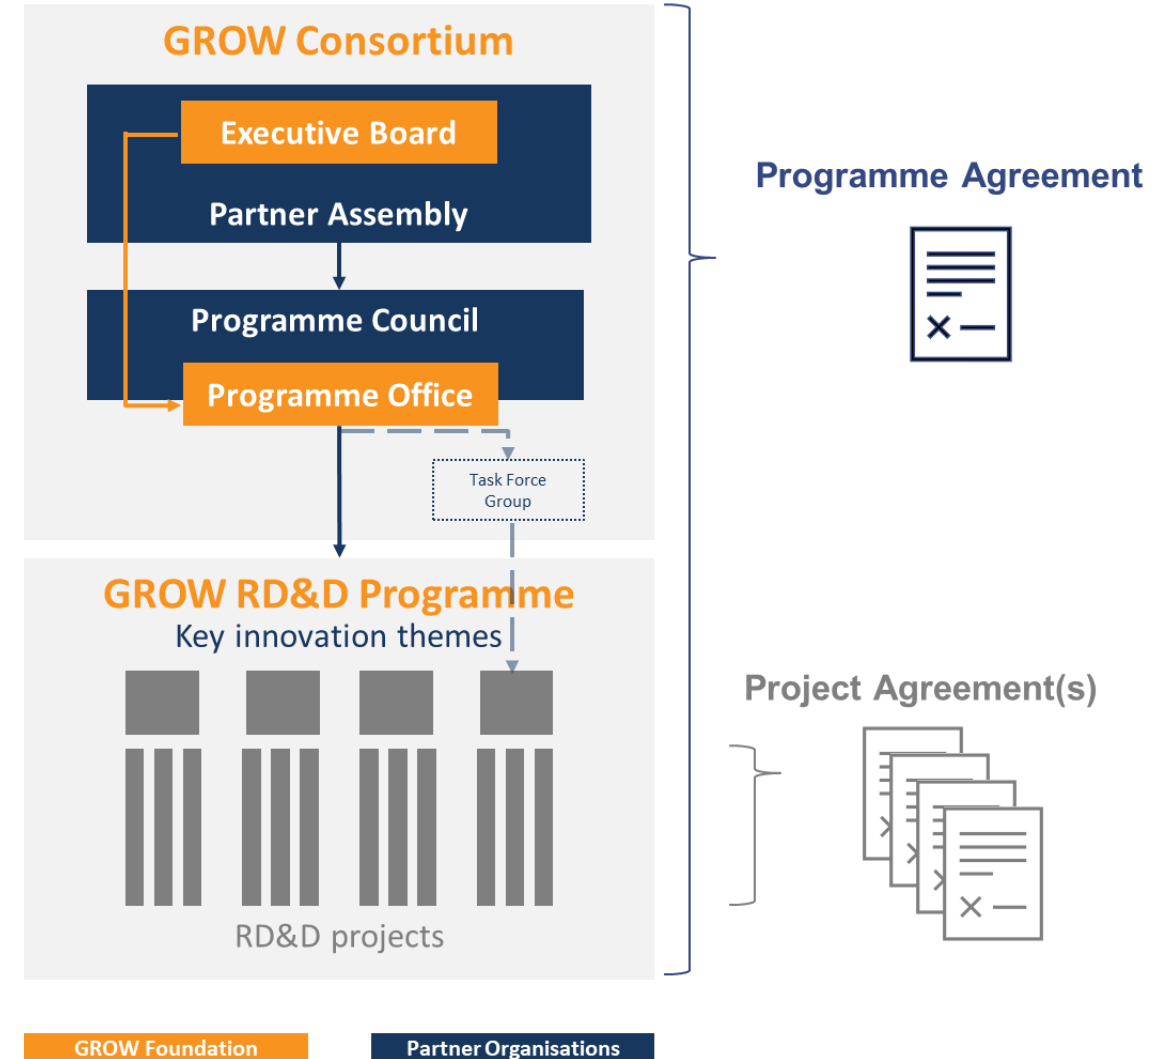 GROW Consortium
Executive Board
Partner Assembly
Programme Council
Programme Office
Task Force
Group
Programme Agreement
GROW RD&D Programme
Key innovation themes
RD&D projects
Project Agreement(s)
GROW Foundation
Partner Organisations